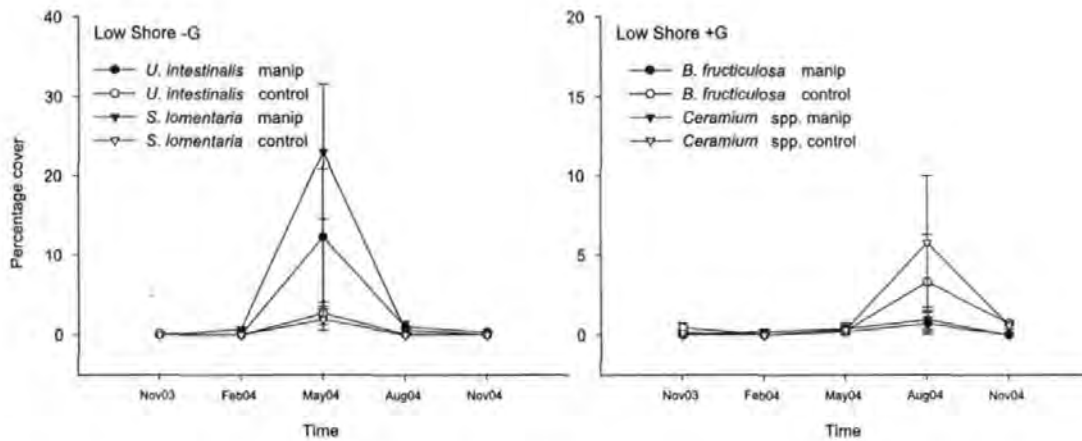 Low Shore -G
U. intestinalis manip
U. intestinalis control
S. lomentaria manip
S. lomentaria control
Percentage cover
40
30
20
10
0
Nov03 Feb04 May04 Aug04 Nov04
Time
Low Shore +G
B. fructiculosa manip
B. fructiculosa control
Ceramium spp. manip
Ceramium spp. control
20
15
10
5
0
Nov03 Feb04 May04 Aug04 Nov04
Time